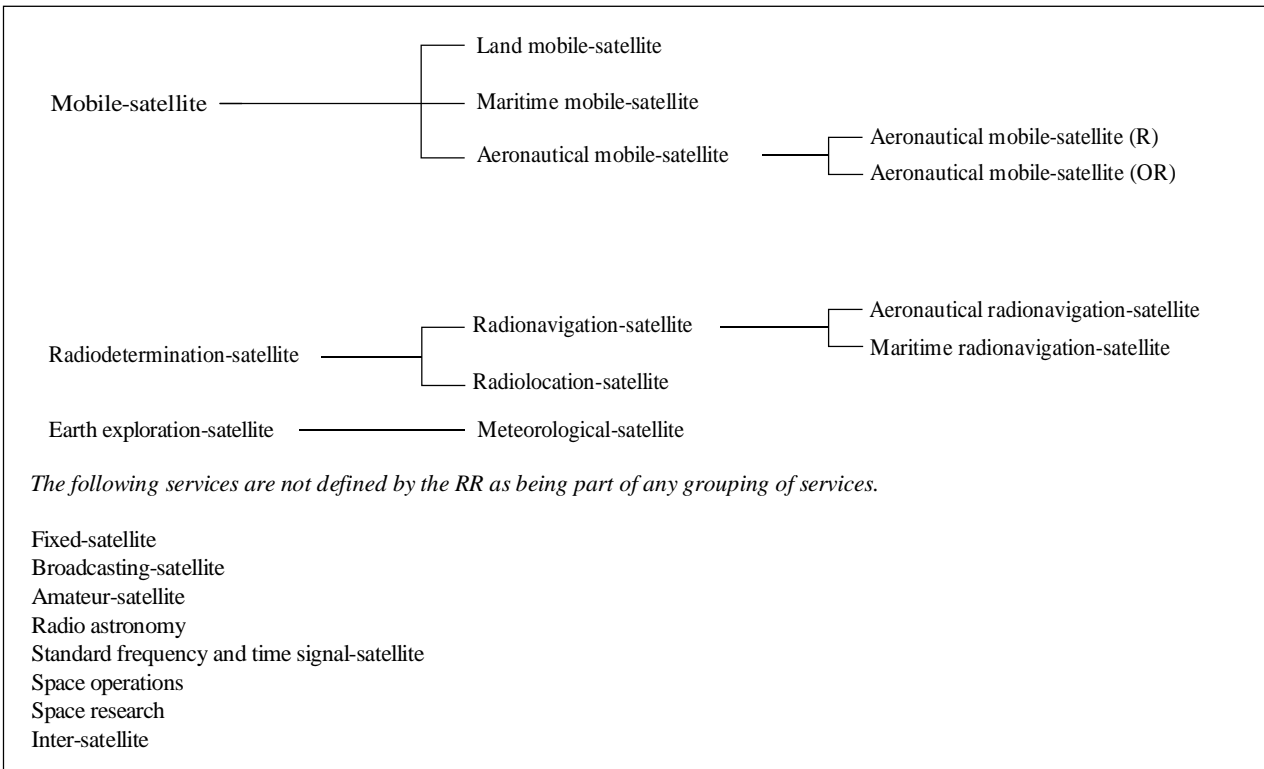 Land mobile-satellite
Mobile-satellite
Maritime mobile-satellite
Aeronautical mobile-satellite
Aeronautical mobile-satellite (R)
Aeronautical mobile-satellite (OR)
Radionavigation-satellite
Aeronautical radionavigation-satellite
Maritime radionavigation-satellite
Radiodetermination-satellite
Radiolocation-satellite
Earth exploration-satellite
Meteorological-satellite
The following services are not defined by the RR as being part of any grouping of services.
Fixed-satellite
Broadcasting-satellite
Amateur-satellite
Radio astronomy
Standard frequency and time signal-satellite
Space operations
Space research
Inter-satellite